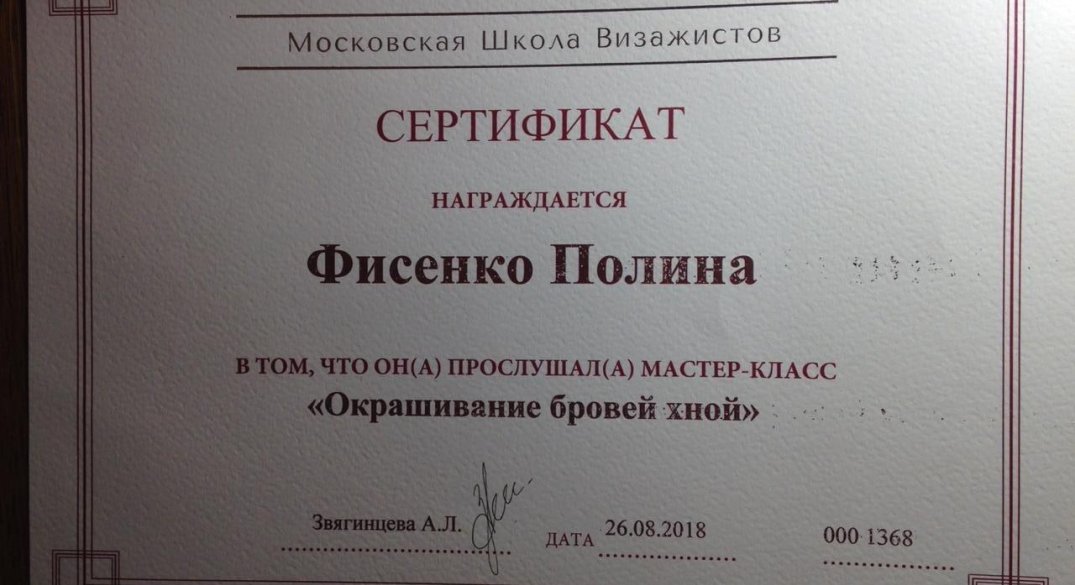 Московская Школа Визажистов
СЕРТИФИКАТ
НАГРАЖДАЕТСЯ
Фисенко Полина
В ТОМ, ЧТО ОН(А) ПРОСЛУШАЛ(А) МАСТЕР-КЛАСС
«Окрашивание бровей хной»
Звягинцева А.Л.
ДАТА 26.08.2018
000 1368